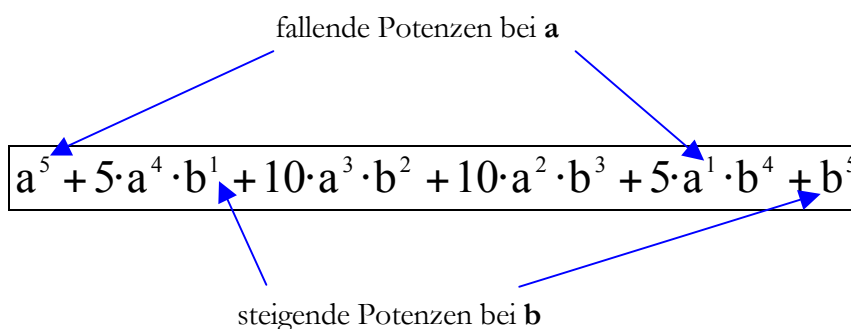 fallende Potenzen bei a
a⁵ + 5·a⁴ ·b¹ + 10·a³ ·b² + 10·a² ·b³ + 5·a¹ ·b⁴ + b⁵
steigende Potenzen bei b